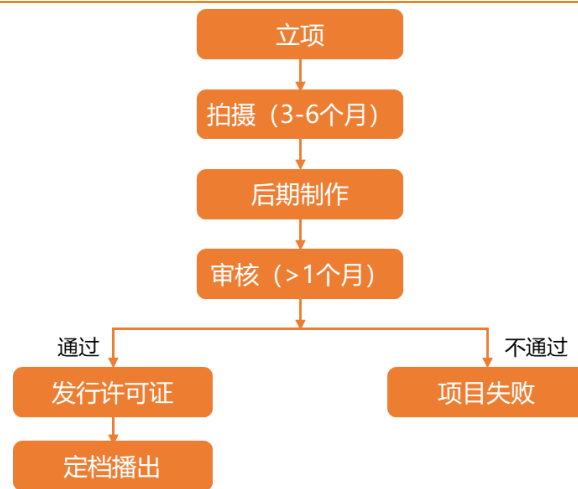 立项
拍摄（3-6个月）
后期制作
审核（>1个月）
通过
不通过
发行许可证
项目失败
定档播出